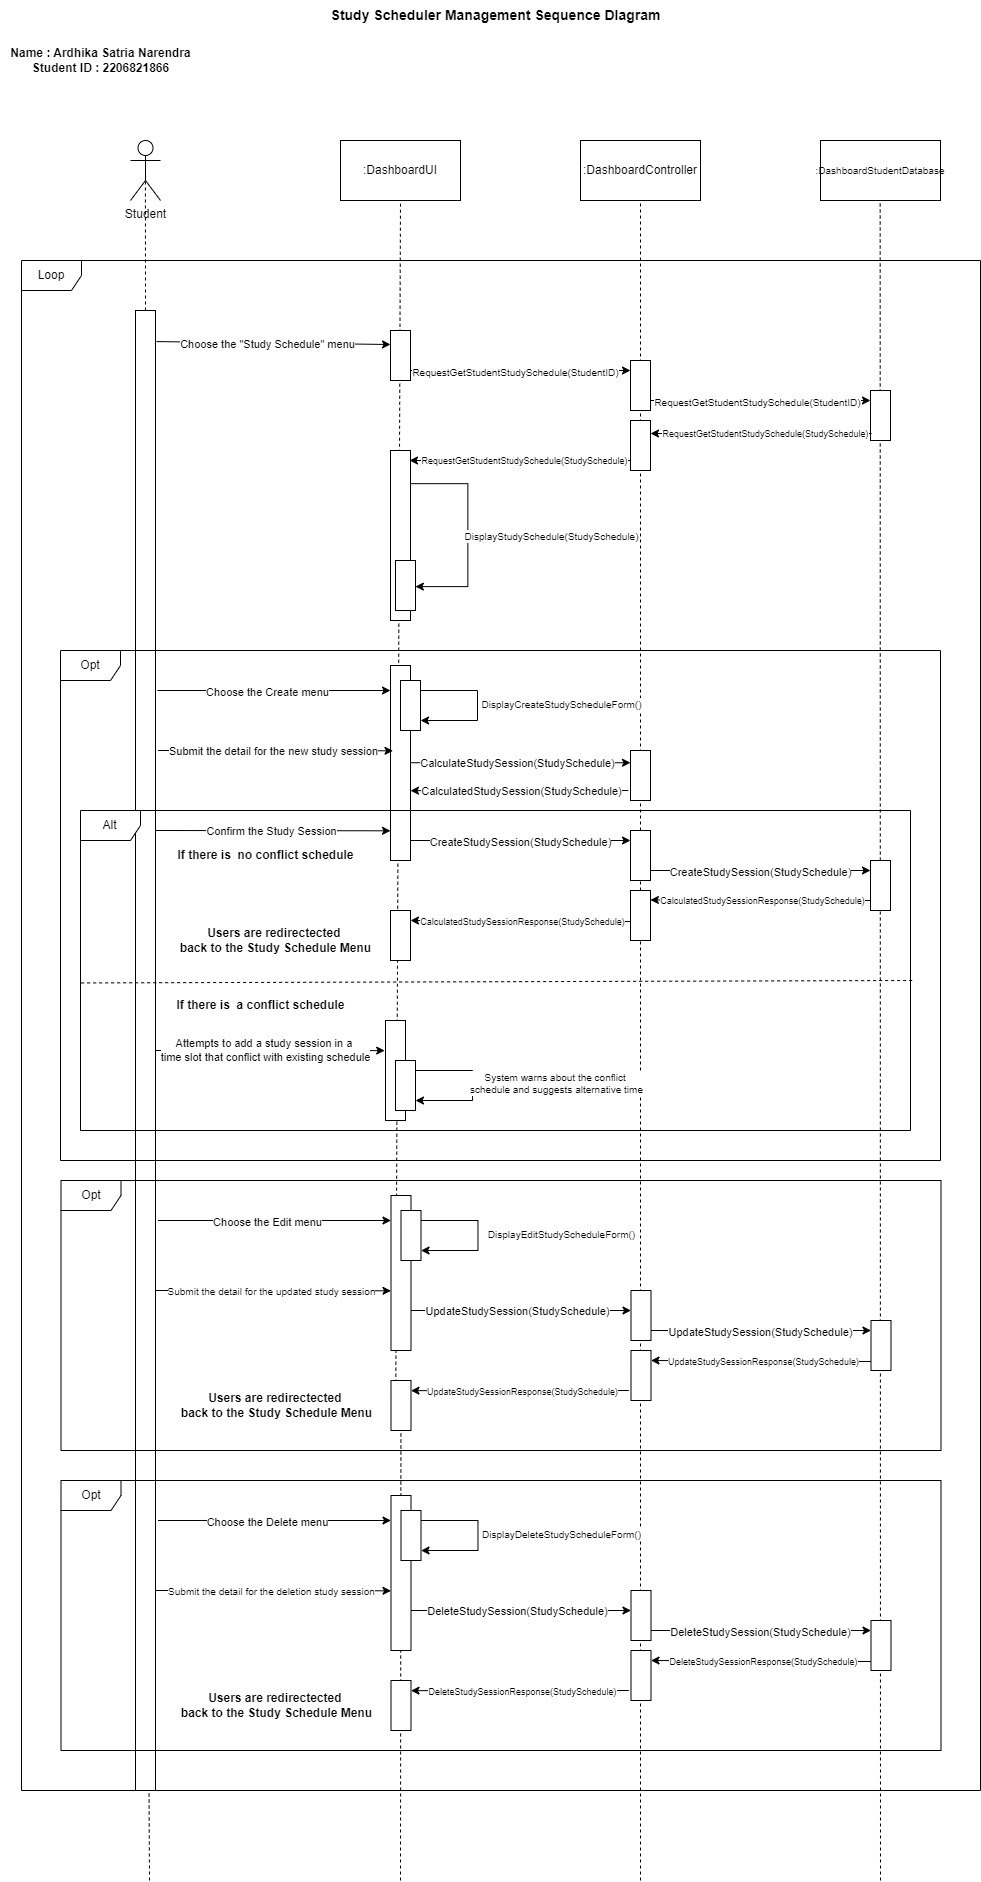 Study Scheduler Management Sequence DIagram
Name : Ardhika Satria Narendra
Student ID : 2206821866
Student
:DashboardUI
:DashboardController
:DashboardStudentDatabase
Loop
Choose the "Study Schedule" menu
RequestGetStudentStudySchedule(StudentID)
RequestGetStudentStudySchedule(StudentID)
RequestGetStudentStudySchedule(StudySchedule)
RequestGetStudentStudySchedule(StudySchedule)
DisplayStudySchedule(StudySchedule)
Opt
Choose the Create menu
DisplayCreateStudyScheduleForm()
Submit the detail for the new study session
CalculateStudySession(StudySchedule)
CalculatedStudySession(StudySchedule)
Alt
Confirm the Study Session
CreateStudySession(StudySchedule)
If there is  no conflict schedule
CreateStudySession(StudySchedule)
CalculatedStudySessionResponse(StudySchedule)
CalculatedStudySessionResponse(StudySchedule)
Users are redirectected
back to the Study Schedule Menu
If there is  a conflict schedule
Attempts to add a study session in a
time slot that conflict with existing schedule
System warns about the conflict
schedule and suggests alternative time
Opt
Choose the Edit menu
DisplayEditStudyScheduleForm()
Submit the detail for the updated study session
UpdateStudySession(StudySchedule)
UpdateStudySession(StudySchedule)
UpdateStudySessionResponse(StudySchedule)
UpdateStudySessionResponse(StudySchedule)
Users are redirectected
back to the Study Schedule Menu
Opt
Choose the Delete menu
DisplayDeleteStudyScheduleForm()
Submit the detail for the deletion study session
DeleteStudySession(StudySchedule)
DeleteStudySession(StudySchedule)
DeleteStudySessionResponse(StudySchedule)
DeleteStudySessionResponse(StudySchedule)
Users are redirectected
back to the Study Schedule Menu